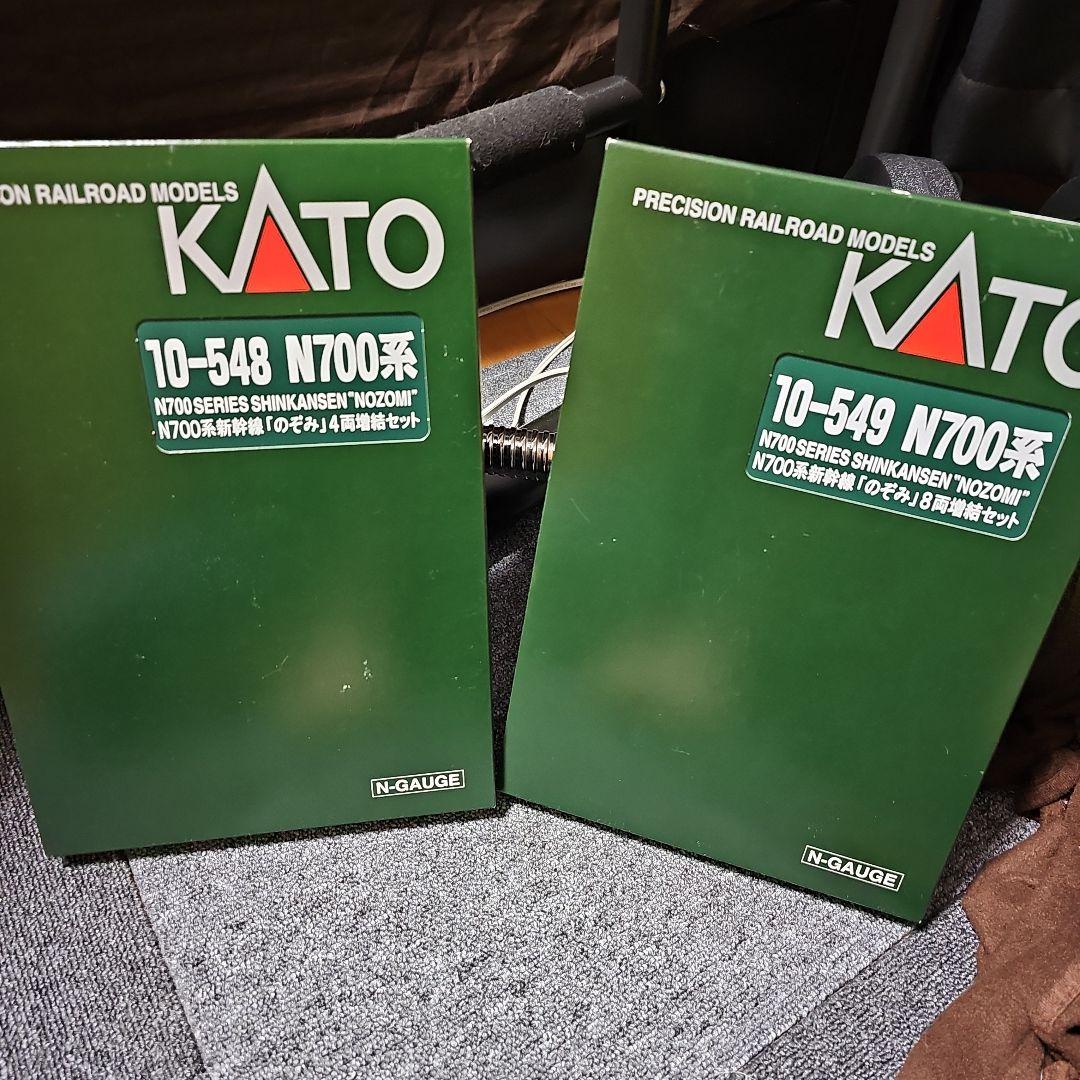 ON RAILROAD MODELS
KATO
10-548 N700系
N700 SERIES SHINKANSEN "NOZOMI"
N700系新幹線「のぞみ」4両増結セット
N-GAUGE
PRECISION RAILROAD MODELS
KATO
10-549 N700系
N700 SERIES SHINKANSEN "NOZOMI"
N700系新幹線「のぞみ」8両増結セット
N-GAUGE